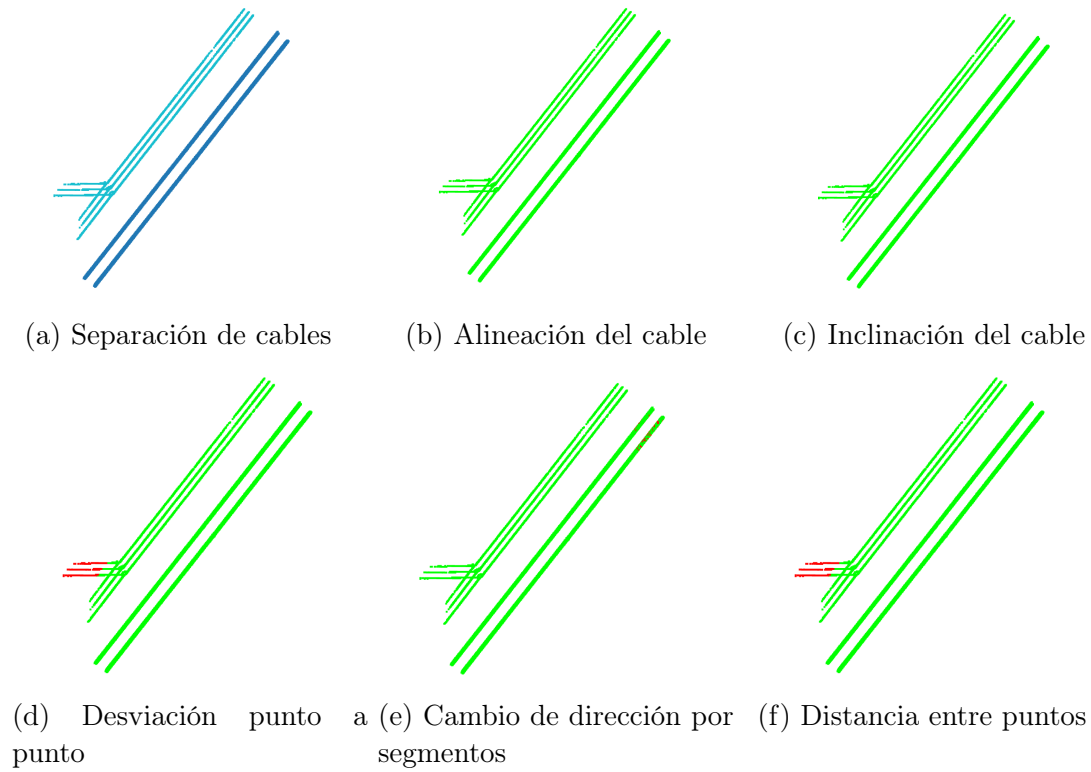 (a) Separación de cables
(b) Alineación del cable
(c) Inclinación del cable
(d) Desviación punto a
punto
(e) Cambio de dirección por
segmentos
(f) Distancia entre puntos